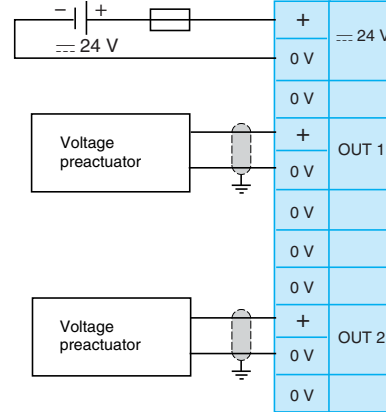 − +
24 V
+
24 V
0 V
0 V
Voltage
preactuator
+
OUT 1
0 V
0 V
0 V
0 V
Voltage
preactuator
+
OUT 2
0 V
0 V